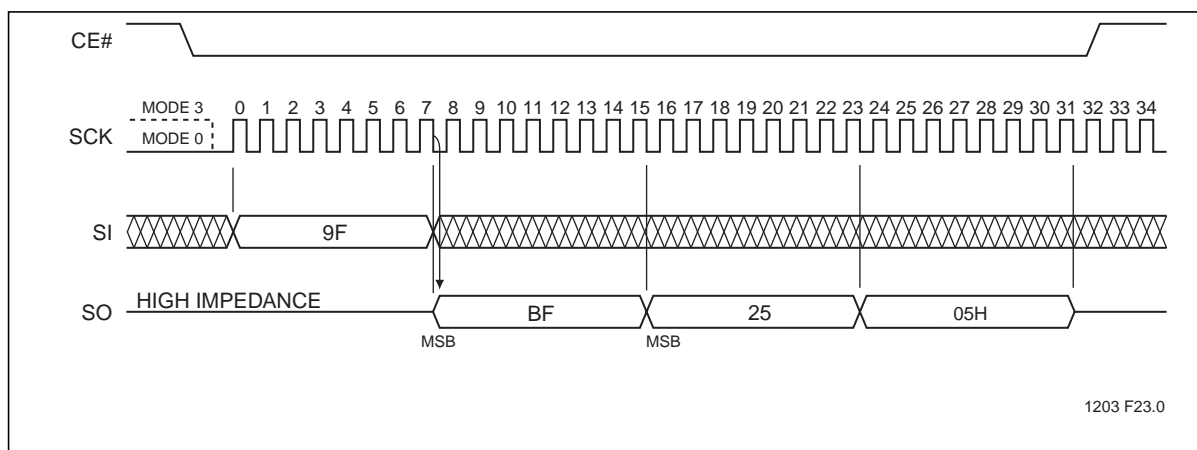 CE#
MODE 3
0 1 2 3 4 5 6 7 8 9 10 11 12 13 14 15 16 17 18 19 20 21 22 23 24 25 26 27 28 29 30 31 32 33 34
SCK
MODE 0
SI
9F
HIGH IMPEDANCE
SO
BF
25
05H
MSB
MSB
1203 F23.0